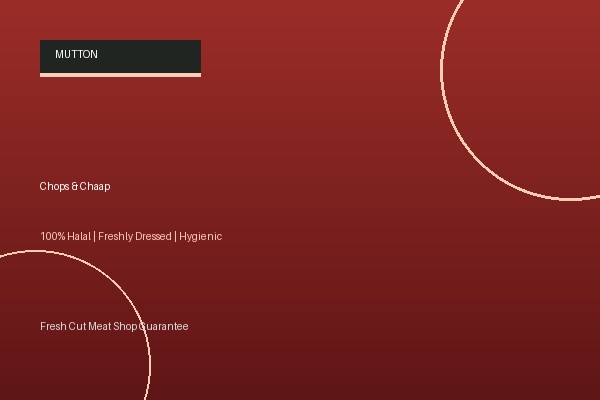 MUTTON
Chops & Chaap
100% Halal | Freshly Dressed | Hygienic
Fresh Cut Meat Shop Guarantee